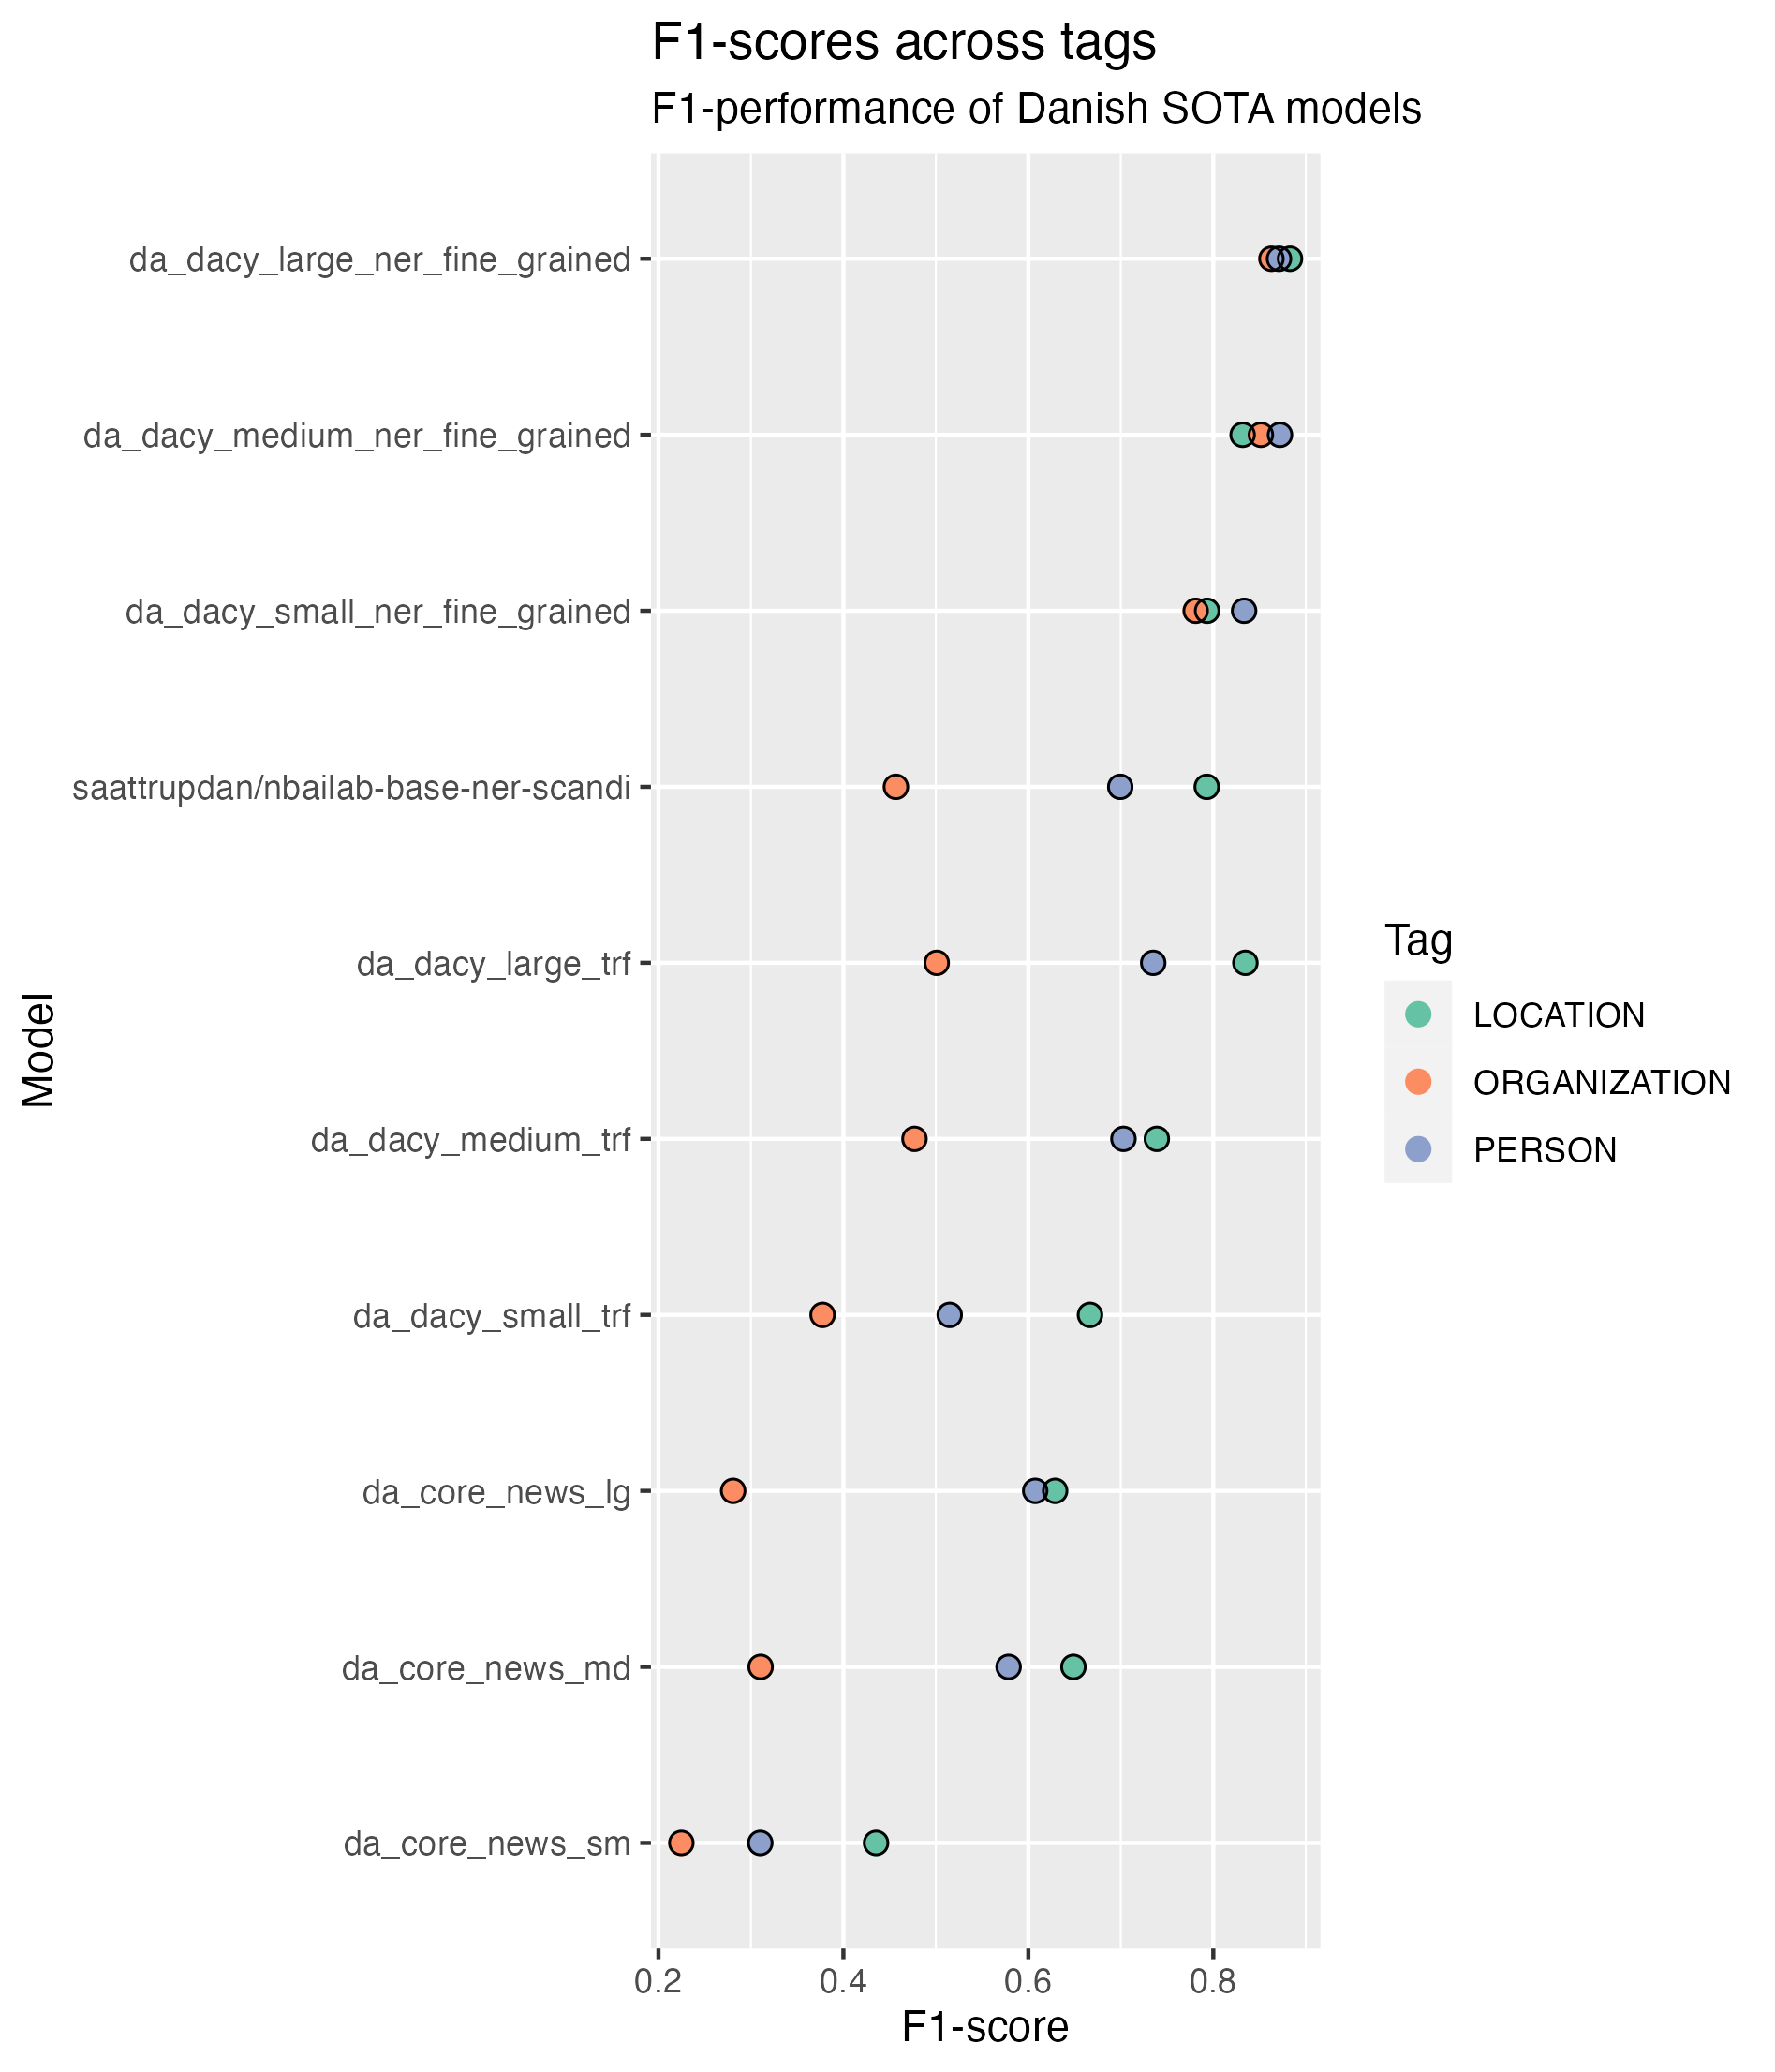 F1-scores across tags
F1-performance of Danish SOTA models
da_dacy_large_ner_fine_grained
da_dacy_medium_ner_fine_grained
da_dacy_small_ner_fine_grained
saattrupdan/nbailab-base-ner-scandi
da_dacy_large_trf
da_dacy_medium_trf
da_dacy_small_trf
da_core_news_lg
da_core_news_md
da_core_news_sm
Model
0.2 0.4 0.6 0.8
F1-score
Tag
LOCATION
ORGANIZATION
PERSON